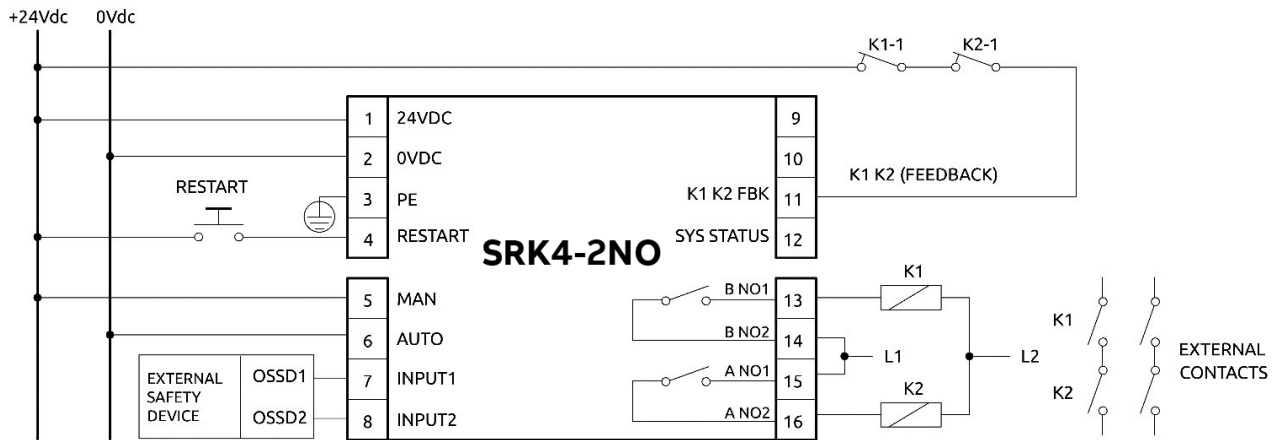 +24Vdc 0Vdc
K1-1 K2-1
1 24VDC 9
2 0VDC 10
K1 K2 (FEEDBACK)
RESTART
3 PE K1 K2 FBK 11
4 RESTART SYS STATUS 12
SRK4-2NO
K1
5 MAN B NO1 13
K1
6 AUTO B NO2 14
L1 L2
EXTERNAL
CONTACTS
EXTERNAL
SAFETY
DEVICE
OSSD1 7 INPUT1 A NO1 15
K2 K2
OSSD2 8 INPUT2 A NO2 16